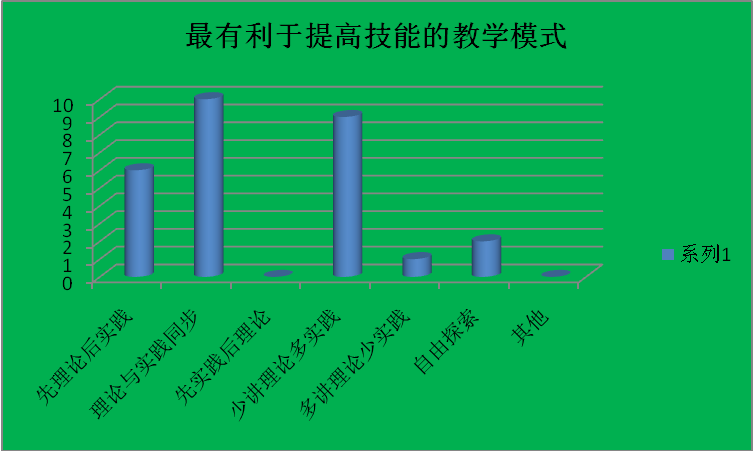 最有利于提高技能的教学模式
10
9
8
7
6
5
4
3
2
1
0
先理论后实践
理论与实践同步
先实践后理论
少讲理论多实践
多讲理论少实践
自由探索
其他
系列1